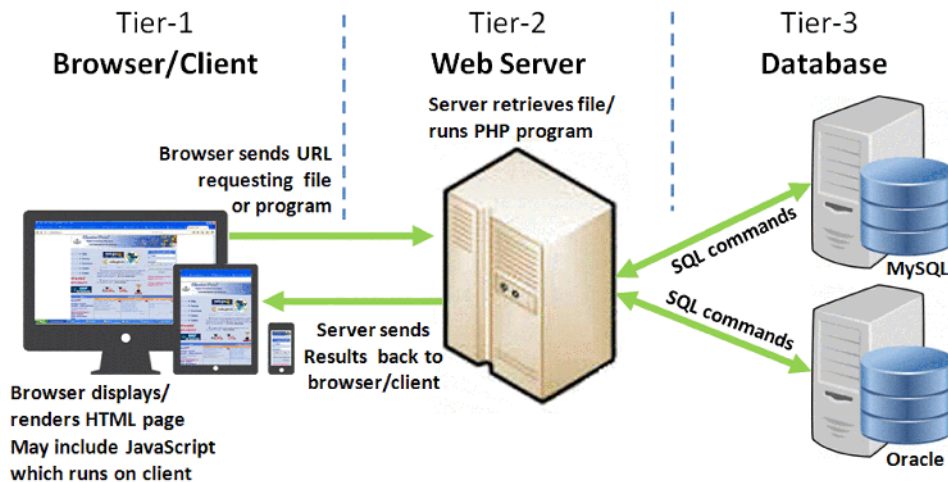 Tier-1
Browser/Client
Tier-2
Web Server
Tier-3
Database
Server retrieves file/
runs PHP program
Browser sends URL
requesting file
or program
SQL commands
MySQL
Server sends
Results back to
browser/client
SQL commands
Browser displays/
renders HTML page
May include JavaScript
which runs on client
Oracle